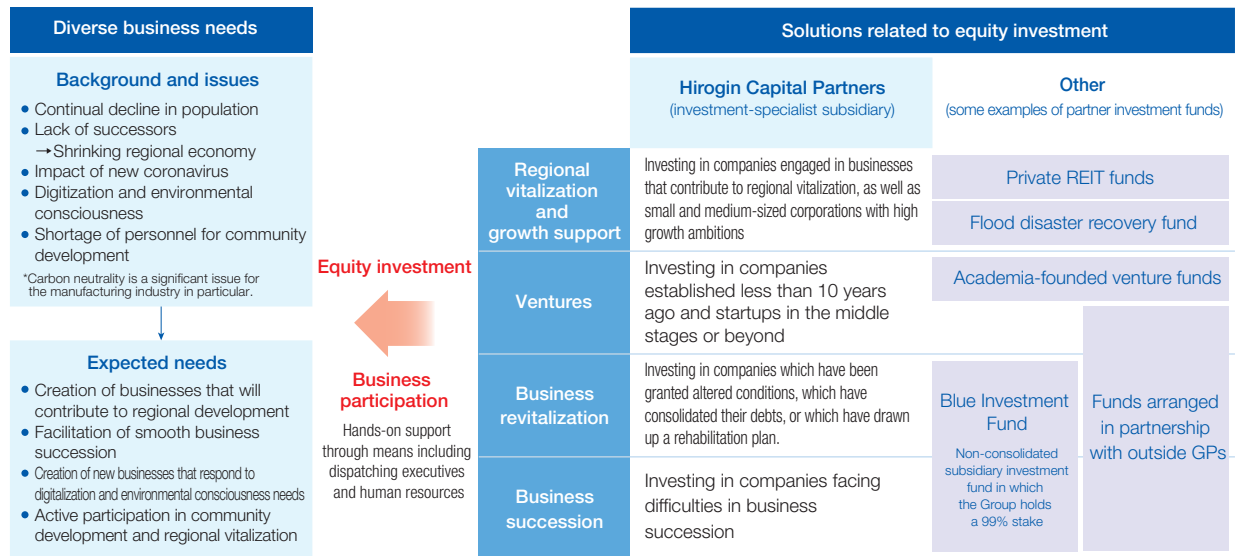 Diverse business needs
Background and issues
● Continual decline in population
● Lack of successors
→Shrinking regional economy
● Impact of new coronavirus
● Digitization and environmental
consciousness
● Shortage of personnel for community
development
*Carbon neutrality is a significant issue for
the manufacturing industry in particular.
Expected needs
● Creation of businesses that will
contribute to regional development
● Facilitation of smooth business
succession
● Creation of new businesses that respond to
digitalization and environmental consciousness needs
● Active participation in community
development and regional vitalization
Equity investment
Business
participation
Hands-on support
through means including
dispatching executives
and human resources
Solutions related to equity investment
Hirogin Capital Partners
(investment-specialist subsidiary)
Other
(some examples of partner investment funds)
Regional
vitalization
and
growth support
Investing in companies engaged in businesses
that contribute to regional vitalization, as well as
small and medium-sized corporations with high
growth ambitions
Private REIT funds
Flood disaster recovery fund
Ventures
Investing in companies
established less than 10 years
ago and startups in the middle
stages or beyond
Academia-founded venture funds
Business
revitalization
Investing in companies which have been
granted altered conditions, which have
consolidated their debts, or which have drawn
up a rehabilitation plan.
Business
succession
Investing in companies facing
difficulties in business
succession
Blue Investment
Fund
Non-consolidated
subsidiary investment
fund in which
the Group holds
a 99% stake
Funds arranged
in partnership
with outside GPs